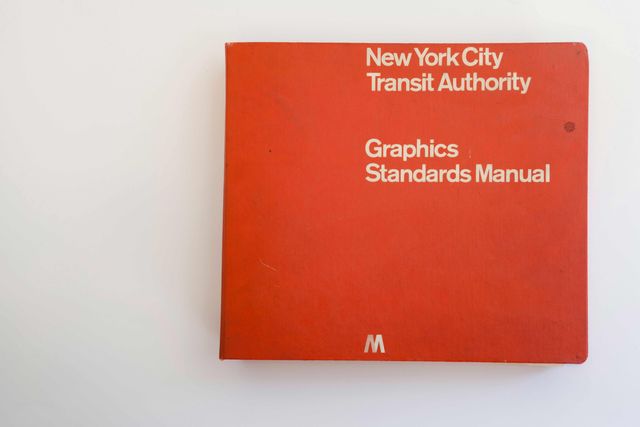 New York City
Transit Authority
Graphics
Standards Manual
M